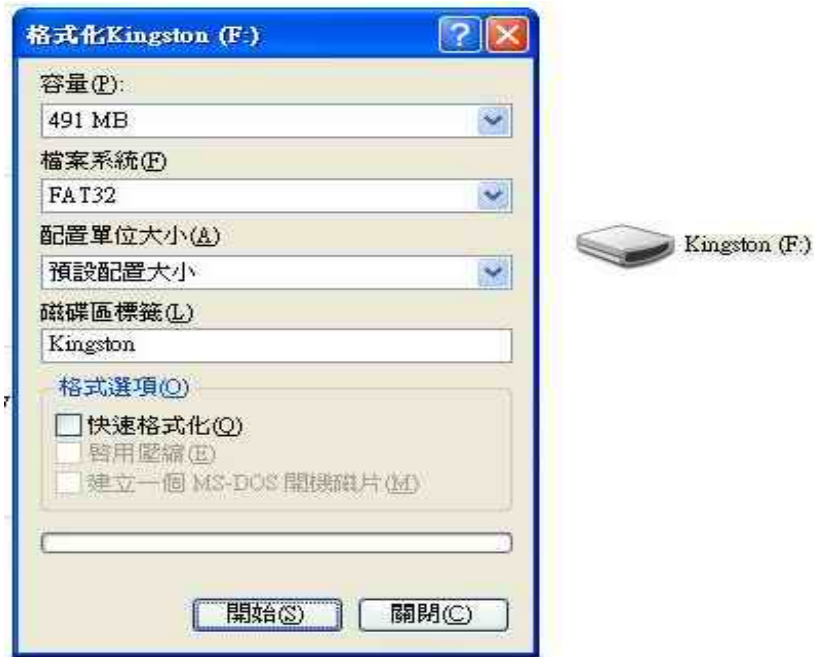 格式化Kingston (F:)
容量(P):
491 MB
檔案系統(F)
FAT32
配置單位大小(A)
預設配置大小
磁碟區標籤(L)
Kingston
格式選項(O)
快速格式化(Q)
啟用壓縮(E)
建立一個 MS-DOS 開機磁片(M)
開始(S)
關閉(C)
Kingston (F:)